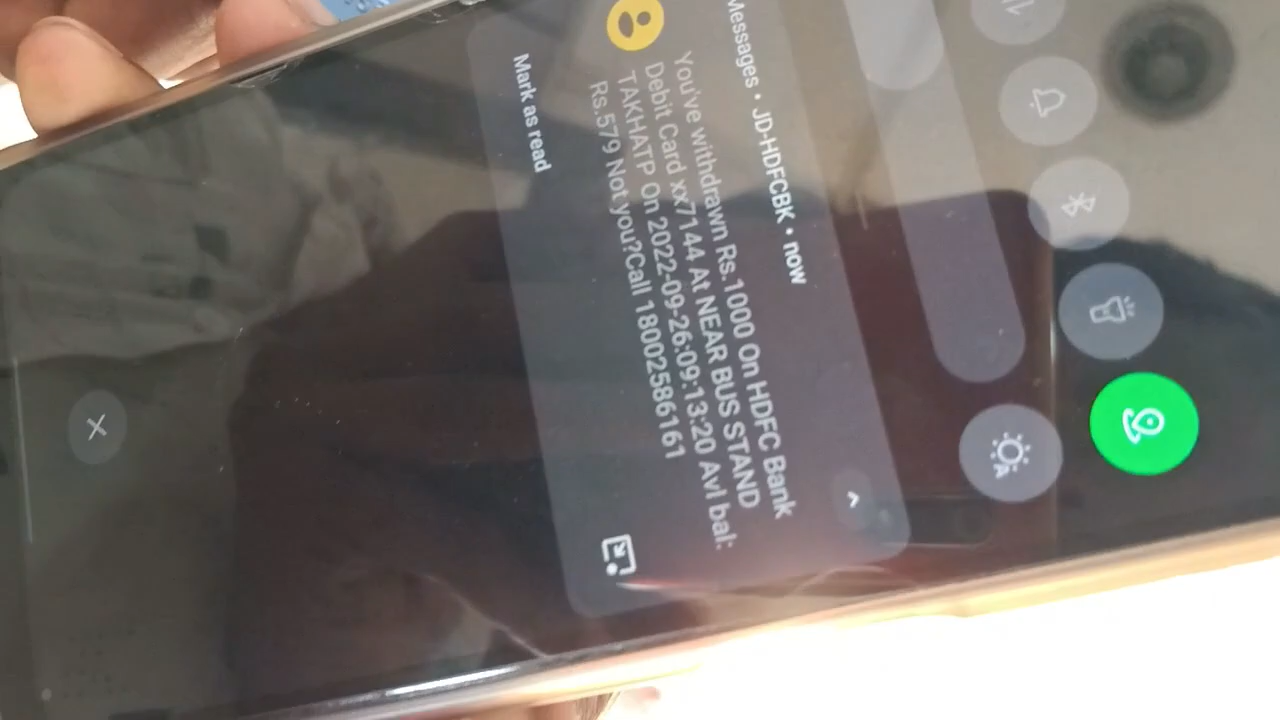 Messages • JD-HDFCBK • now
You've withdrawn Rs.1000 On HDFC Bank
Debit Card xx7144 At NEAR BUS STAND
TAKHATP On 2022-09-26:09:13:20 Avl bal:
Rs.579 Not you?Call 18002586161
Mark as read